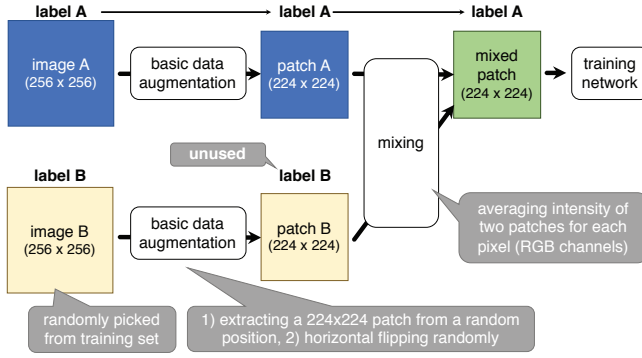 label A
label A
label A
image A
(256 x 256)
basic data
augmentation
patch A
(224 x 224)
mixed
patch
(224 x 224)
training
network
mixing
unused
label B
label B
image B
(256 x 256)
basic data
augmentation
patch B
(224 x 224)
averaging intensity of
two patches for each
pixel (RGB channels)
randomly picked
from training set
1) extracting a 224x224 patch from a random
position, 2) horizontal flipping randomly